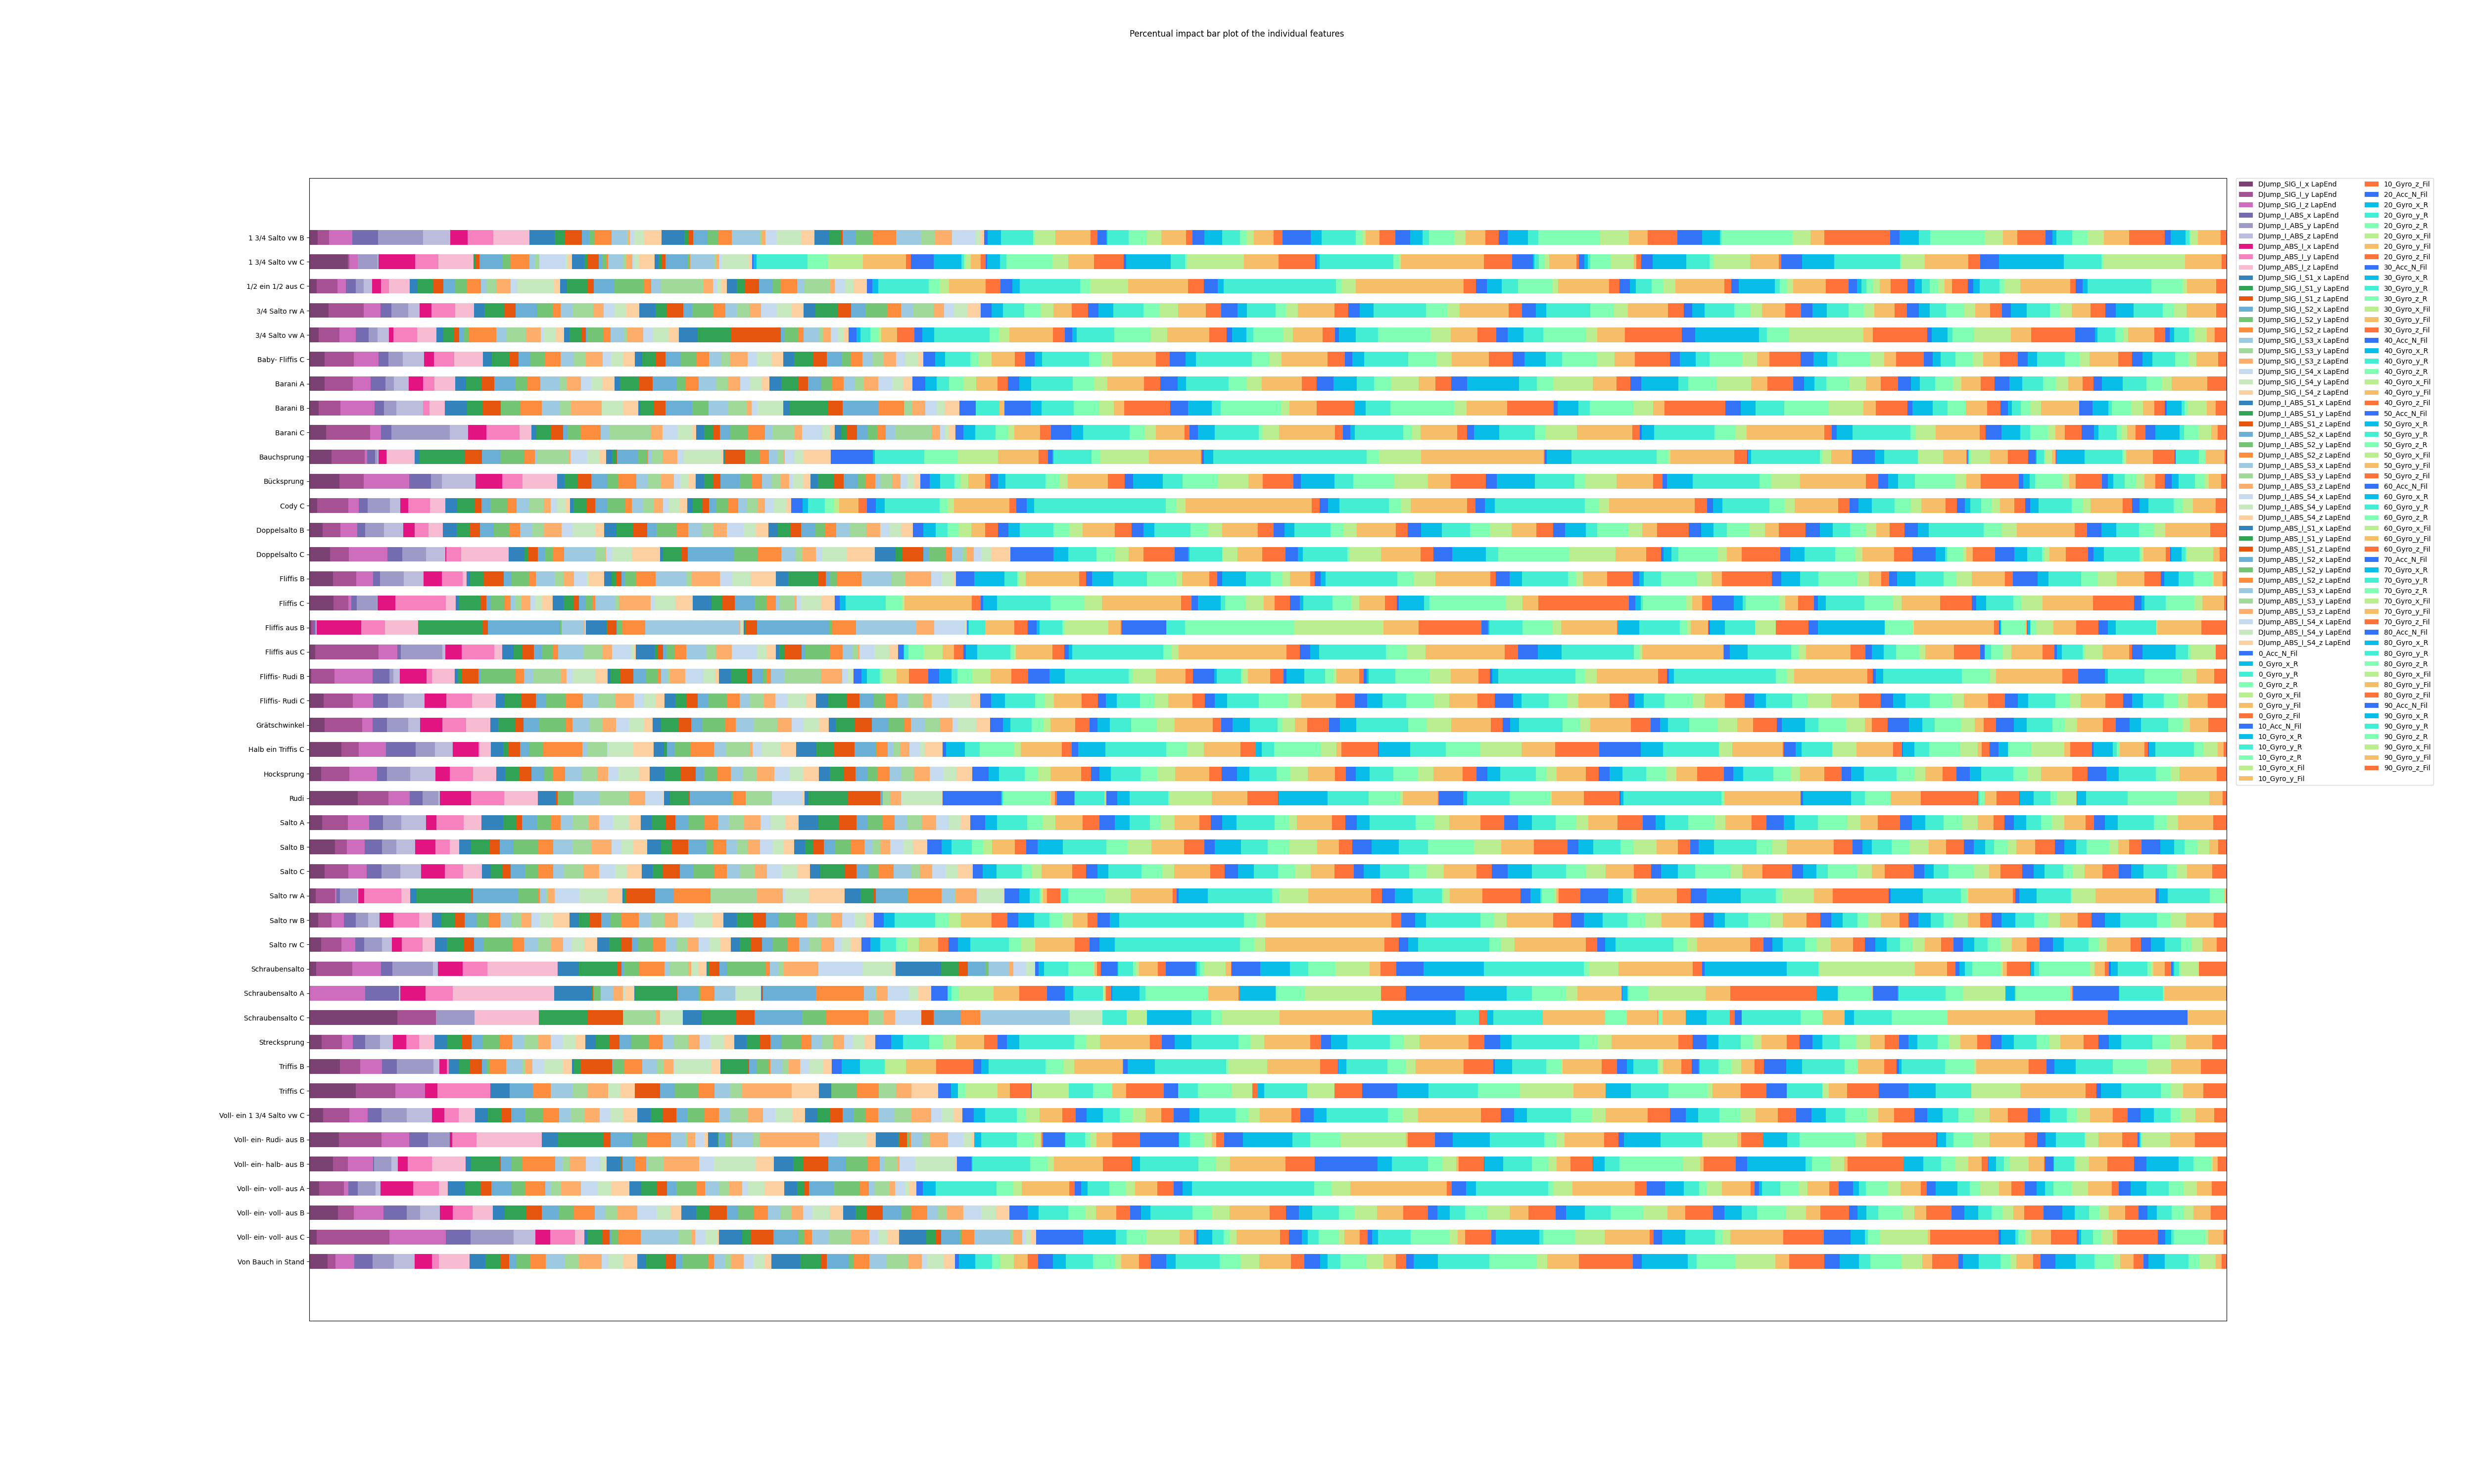 Percentual impact bar plot of the individual features
1 3/4 Salto vw B
1 3/4 Salto vw C
1/2 ein 1/2 aus C
3/4 Salto rw A
3/4 Salto vw A
Baby- Fliffis C
Barani A
Barani B
Barani C
Bauchsprung
Bücksprung
Cody C
Doppelsalto B
Doppelsalto C
Fliffis B
Fliffis C
Fliffis aus B
Fliffis aus C
Fliffis- Rudi B
Fliffis- Rudi C
Grätschwinkel
Halb ein Triffis C
Hocksprung
Rudi
Salto A
Salto B
Salto C
Salto rw A
Salto rw B
Salto rw C
Schraubensalto
Schraubensalto A
Schraubensalto C
Strecksprung
Triffis B
Triffis C
Voll- ein 1 3/4 Salto vw C
Voll- ein- Rudi- aus B
Voll- ein- halb- aus B
Voll- ein- voll- aus A
Voll- ein- voll- aus B
Voll- ein- voll- aus C
Von Bauch in Stand
DJump_SIG_I_x LapEnd
DJump_SIG_I_y LapEnd
DJump_SIG_I_z LapEnd
DJump_I_ABS_x LapEnd
DJump_I_ABS_y LapEnd
DJump_I_ABS_z LapEnd
DJump_ABS_I_x LapEnd
DJump_ABS_I_y LapEnd
DJump_ABS_I_z LapEnd
DJump_SIG_I_S1_x LapEnd
DJump_SIG_I_S1_y LapEnd
DJump_SIG_I_S1_z LapEnd
DJump_SIG_I_S2_x LapEnd
DJump_SIG_I_S2_y LapEnd
DJump_SIG_I_S2_z LapEnd
DJump_SIG_I_S3_x LapEnd
DJump_SIG_I_S3_y LapEnd
DJump_SIG_I_S3_z LapEnd
DJump_SIG_I_S4_x LapEnd
DJump_SIG_I_S4_y LapEnd
DJump_SIG_I_S4_z LapEnd
DJump_I_ABS_S1_x LapEnd
DJump_I_ABS_S1_y LapEnd
DJump_I_ABS_S1_z LapEnd
DJump_I_ABS_S2_x LapEnd
DJump_I_ABS_S2_y LapEnd
DJump_I_ABS_S2_z LapEnd
DJump_I_ABS_S3_x LapEnd
DJump_I_ABS_S3_y LapEnd
DJump_I_ABS_S3_z LapEnd
DJump_I_ABS_S4_x LapEnd
DJump_I_ABS_S4_y LapEnd
DJump_I_ABS_S4_z LapEnd
DJump_ABS_I_S1_x LapEnd
DJump_ABS_I_S1_y LapEnd
DJump_ABS_I_S1_z LapEnd
DJump_ABS_I_S2_x LapEnd
DJump_ABS_I_S2_y LapEnd
DJump_ABS_I_S2_z LapEnd
DJump_ABS_I_S3_x LapEnd
DJump_ABS_I_S3_y LapEnd
DJump_ABS_I_S3_z LapEnd
DJump_ABS_I_S4_x LapEnd
DJump_ABS_I_S4_y LapEnd
DJump_ABS_I_S4_z LapEnd
0_Acc_N_Fil
0_Gyro_x_R
0_Gyro_y_R
0_Gyro_z_R
0_Gyro_x_Fil
0_Gyro_y_Fil
0_Gyro_z_Fil
10_Acc_N_Fil
10_Gyro_x_R
10_Gyro_y_R
10_Gyro_z_R
10_Gyro_x_Fil
10_Gyro_y_Fil
10_Gyro_z_Fil
20_Acc_N_Fil
20_Gyro_x_R
20_Gyro_y_R
20_Gyro_z_R
20_Gyro_x_Fil
20_Gyro_y_Fil
20_Gyro_z_Fil
30_Acc_N_Fil
30_Gyro_x_R
30_Gyro_y_R
30_Gyro_z_R
30_Gyro_x_Fil
30_Gyro_y_Fil
30_Gyro_z_Fil
40_Acc_N_Fil
40_Gyro_x_R
40_Gyro_y_R
40_Gyro_z_R
40_Gyro_x_Fil
40_Gyro_y_Fil
40_Gyro_z_Fil
50_Acc_N_Fil
50_Gyro_x_R
50_Gyro_y_R
50_Gyro_z_R
50_Gyro_x_Fil
50_Gyro_y_Fil
50_Gyro_z_Fil
60_Acc_N_Fil
60_Gyro_x_R
60_Gyro_y_R
60_Gyro_z_R
60_Gyro_x_Fil
60_Gyro_y_Fil
60_Gyro_z_Fil
70_Acc_N_Fil
70_Gyro_x_R
70_Gyro_y_R
70_Gyro_z_R
70_Gyro_x_Fil
70_Gyro_y_Fil
70_Gyro_z_Fil
80_Acc_N_Fil
80_Gyro_x_R
80_Gyro_y_R
80_Gyro_z_R
80_Gyro_x_Fil
80_Gyro_y_Fil
80_Gyro_z_Fil
90_Acc_N_Fil
90_Gyro_x_R
90_Gyro_y_R
90_Gyro_z_R
90_Gyro_x_Fil
90_Gyro_y_Fil
90_Gyro_z_Fil